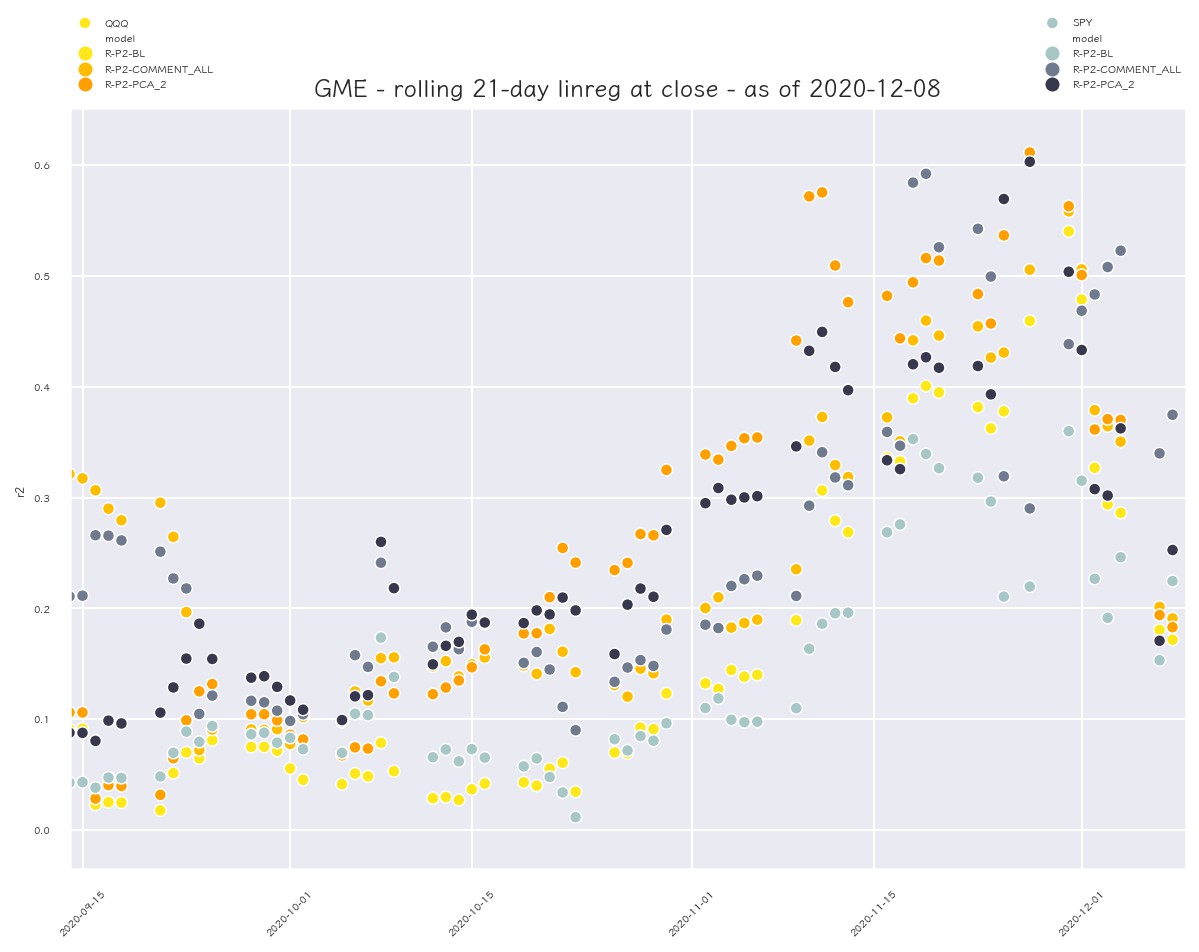 QQQ
model
R-P2-BL
R-P2-COMMENT_ALL
R-P2-PCA_2
SPY
model
R-P2-BL
R-P2-COMMENT_ALL
R-P2-PCA_2
GME - rolling 21-day linreg at close - as of 2020-12-08
r2
0.6
0.5
0.4
0.3
0.2
0.1
0.0
2020-09-15
2020-10-01
2020-10-15
2020-11-01
2020-11-15
2020-12-01